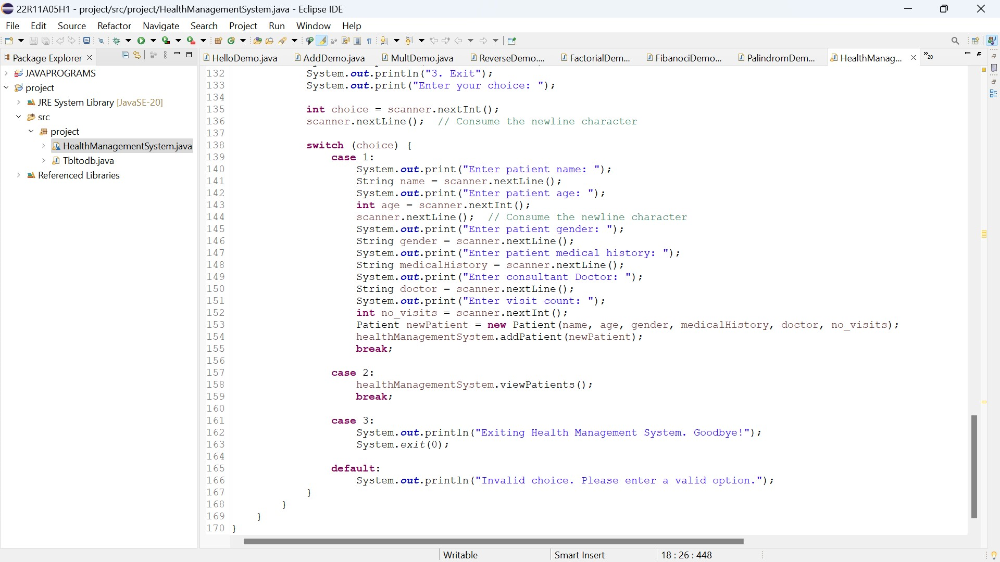 22R11A05H1 - project/src/project/HealthManagementSystem.java - Eclipse IDE
File Edit Source Refactor Navigate Search Project Run Window Help
Package Explorer
JAVAPROGRAMS
project
JRE System Library [JavaSE-20]
src
project
HealthManagementSystem.java
Tbltodb.java
Referenced Libraries
HelloDemo.java AddDemo.java MultDemo.java ReverseDemo.... FactorialDem... FibanociDemo... PalindromDem... HealthManag... »20
132 System.out.println("3. Exit");
133 System.out.print("Enter your choice: ");
134
135 int choice = scanner.nextInt();
136 scanner.nextLine();  // Consume the newline character
137
138 switch (choice) {
139 case 1:
140 System.out.print("Enter patient name: ");
141 String name = scanner.nextLine();
142 System.out.print("Enter patient age: ");
143 int age = scanner.nextInt();
144 scanner.nextLine();  // Consume the newline character
145 System.out.print("Enter patient gender: ");
146 String gender = scanner.nextLine();
147 System.out.print("Enter patient medical history: ");
148 String medicalHistory = scanner.nextLine();
149 System.out.print("Enter consultant Doctor: ");
150 String doctor = scanner.nextLine();
151 System.out.print("Enter visit count: ");
152 int no_visits = scanner.nextInt();
153 Patient newPatient = new Patient(name, age, gender, medicalHistory, doctor, no_visits);
154 healthManagementSystem.addPatient(newPatient);
155 break;
156
157 case 2:
158 healthManagementSystem.viewPatients();
159 break;
160
161 case 3:
162 System.out.println("Exiting Health Management System. Goodbye!");
163 System.exit(0);
164
165 default:
166 System.out.println("Invalid choice. Please enter a valid option.");
167 }
168 }
169 }
170 }
Writable Smart Insert 18 : 26 : 448